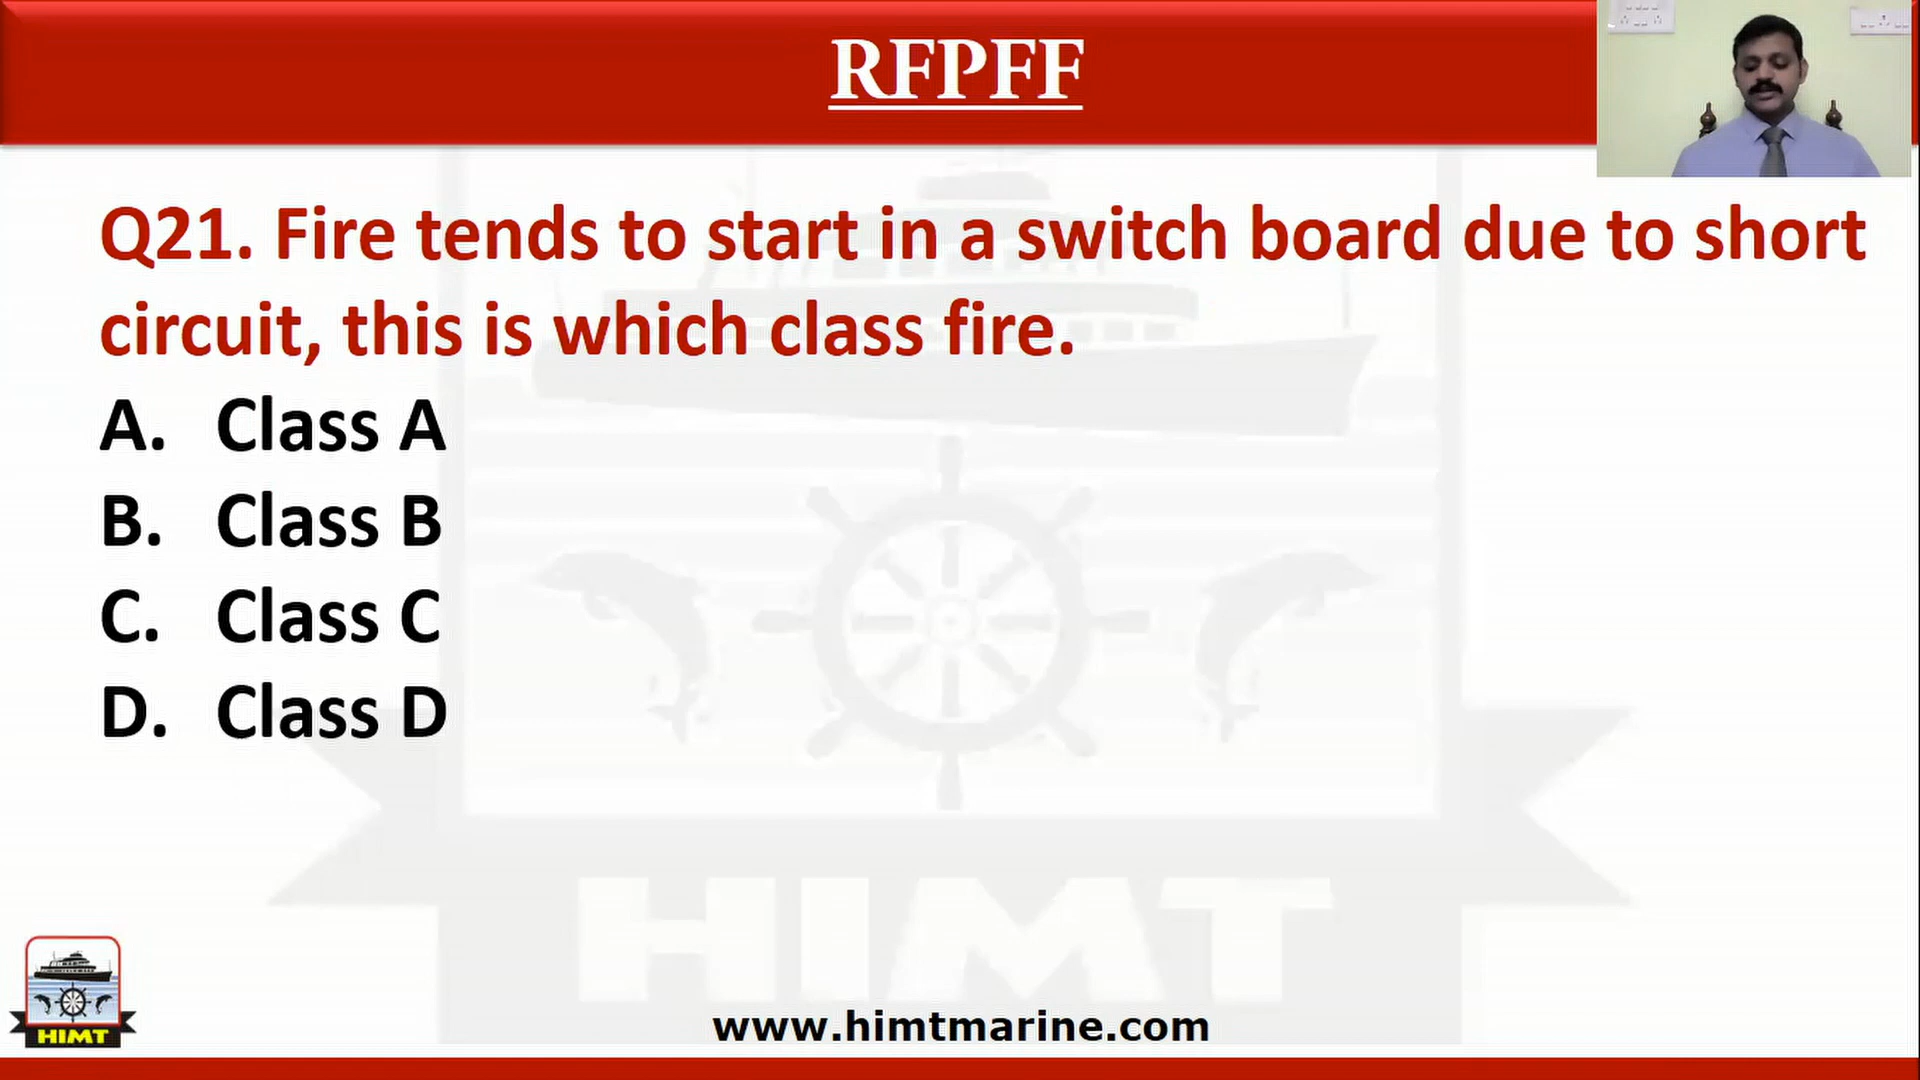 RFPFF
Q21. Fire tends to start in a switch board due to short
circuit, this is which class fire.
A. Class A
B. Class B
C. Class C
D. Class D
HIMT
HIMT
www.himtmarine.com